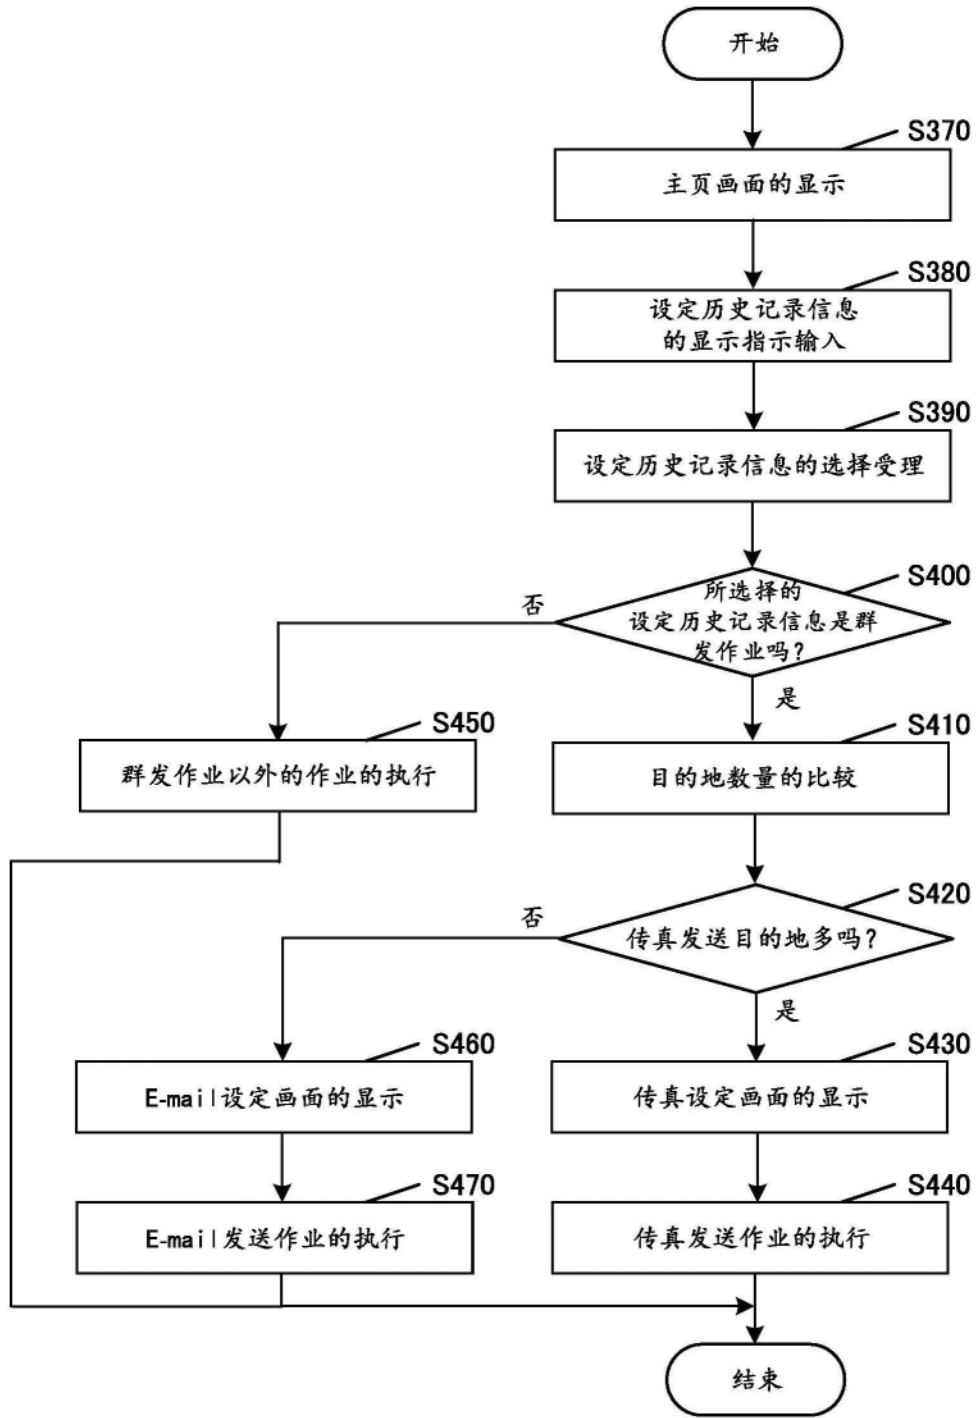 开始
S370
主页画面的显示
S380
设定历史记录信息
的显示指示输入
S390
设定历史记录信息的选择受理
S400
所选择的
设定历史记录信息是群
发作业吗?
否
是
S450
群发作业以外的作业的执行
S410
目的地数量的比较
S420
传真发送目的地多吗?
否
是
S460
E-mail设定画面的显示
S430
传真设定画面的显示
S470
E-mail发送作业的执行
S440
传真发送作业的执行
结束